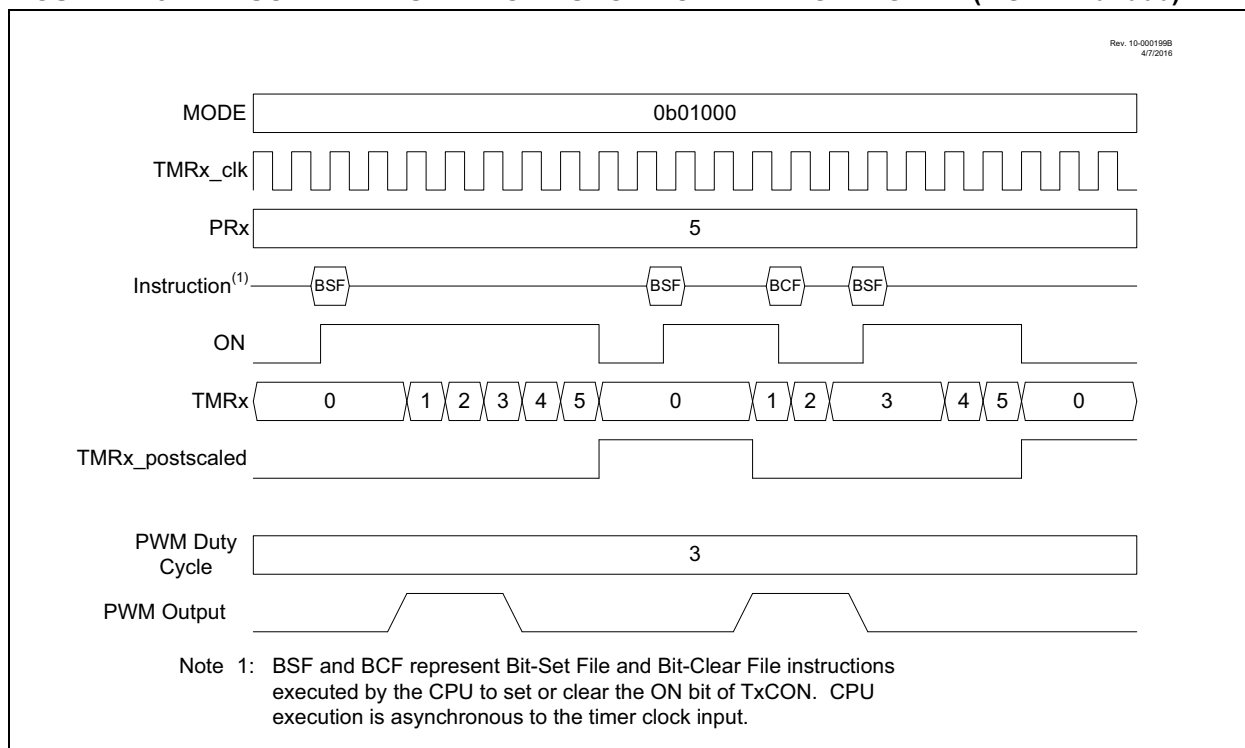 Rev. 10-000199B
4/7/2016
MODE 0b01000
TMRx_clk
PRx 5
Instruction(1) BSF BSF BCF BSF
ON
TMRx 0 1 2 3 4 5 0 1 2 3 4 5 0
TMRx_postscaled
PWM Duty
Cycle 3
PWM Output
Note 1: BSF and BCF represent Bit-Set File and Bit-Clear File instructions
executed by the CPU to set or clear the ON bit of TxCON. CPU
execution is asynchronous to the timer clock input.